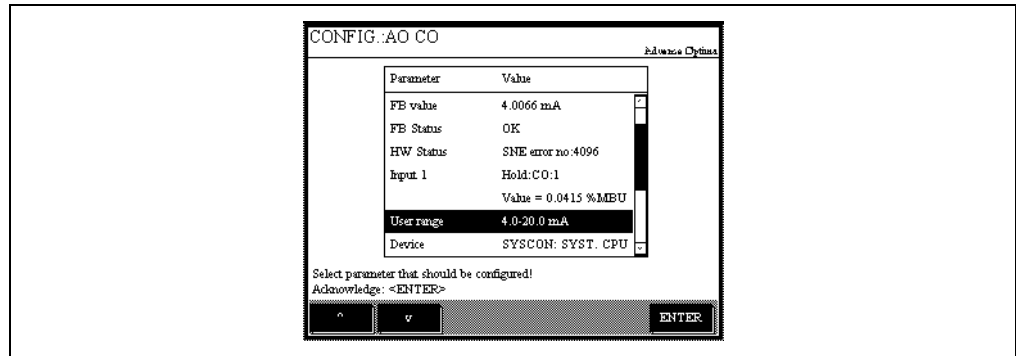 CONFIG.:AO CO
Advance Optima
Parameter Value
FB value 4.0066 mA
FB Status OK
HW Status SNE error no:4096
Input 1 Hold:CO:1
Value = 0.0415 %MBU
User range 4.0-20.0 mA
Device SYSCON: SYST. CPU
Select parameter that should be configured!
Acknowledge: <ENTER>
^ v ENTER